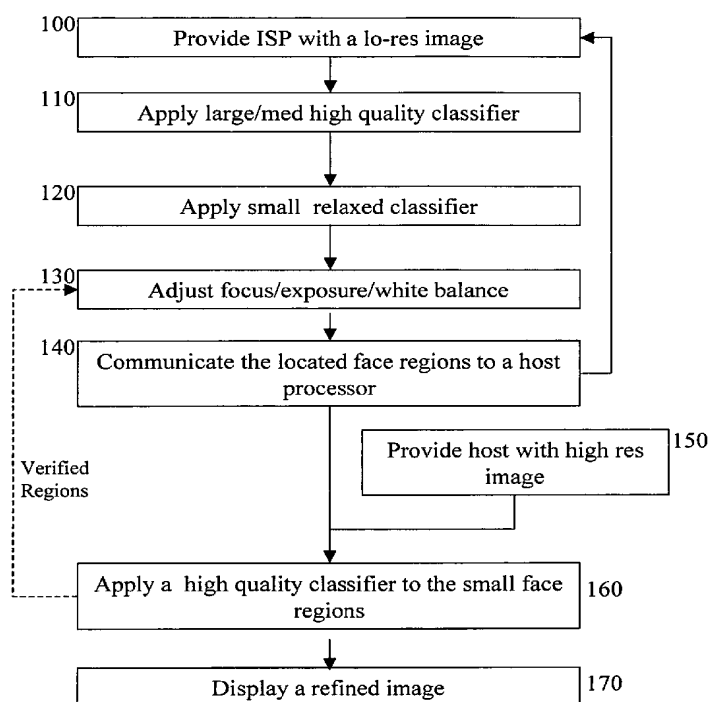 100
Provide ISP with a lo-res image
110
Apply large/med high quality classifier
120
Apply small relaxed classifier
130
Adjust focus/exposure/white balance
140
Communicate the located face regions to a host
processor
150
Provide host with high res
image
Verified
Regions
Apply a high quality classifier to the small face
regions
160
Display a refined image
170